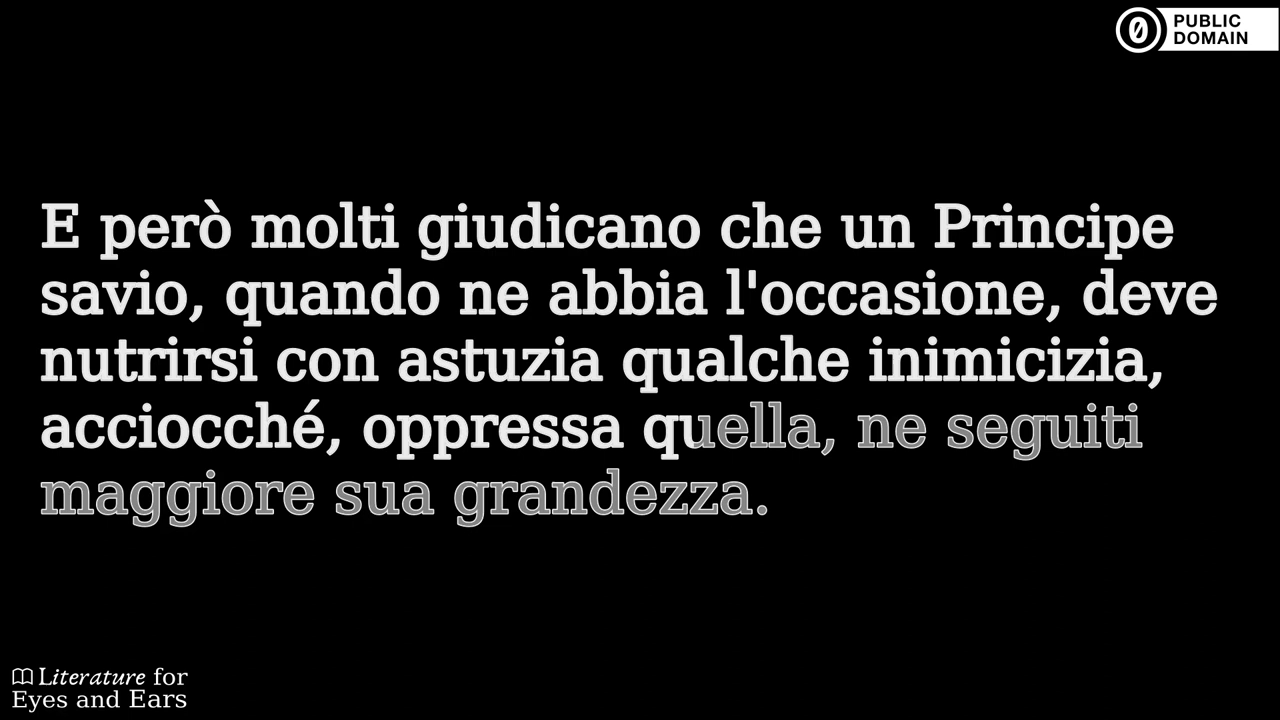 PUBLIC
DOMAIN
E però molti giudicano che un Principe
savio, quando ne abbia l'occasione, deve
nutrirsi con astuzia qualche inimicizia,
acciocché, oppressa quella, ne seguiti
maggiore sua grandezza.
Literature for
Eyes and Ears